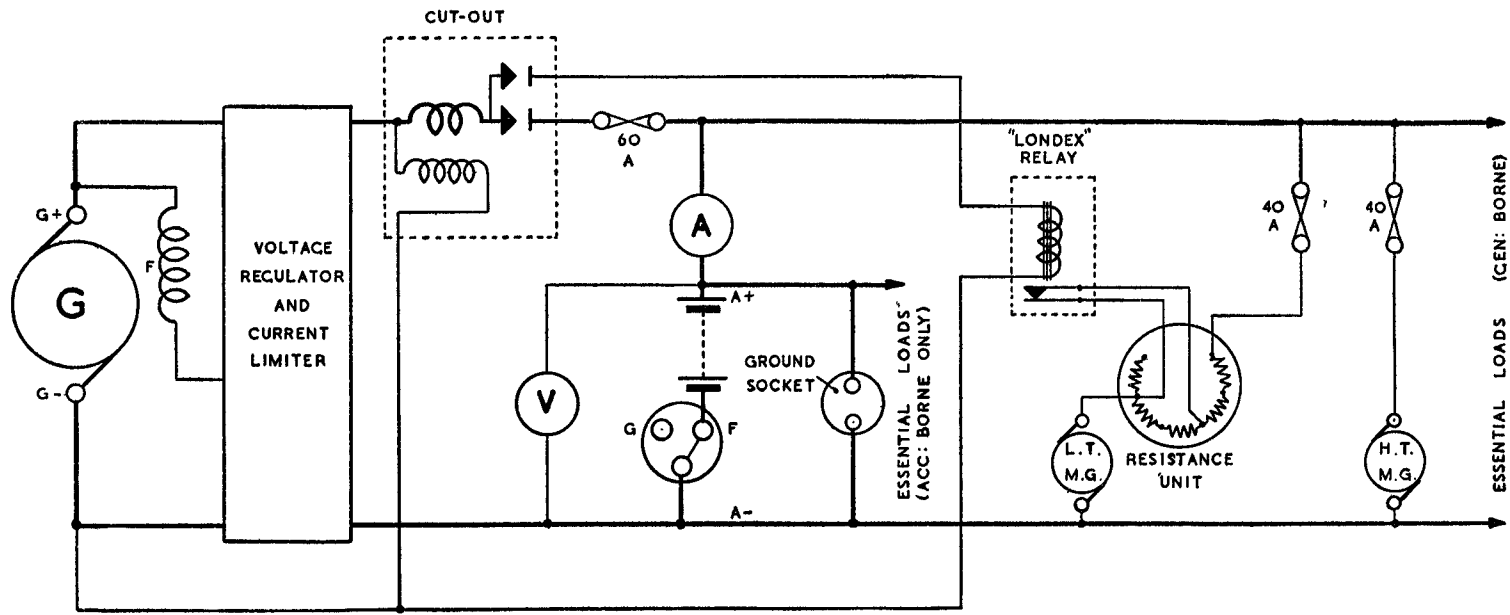 CUT-OUT
60
A
"LONDEX"
RELAY
G+
G
G-
F
VOLTAGE
REGULATOR
AND
CURRENT
LIMITER
A
A+
V
GROUND
SOCKET
G
F
A-
ESSENTIAL LOADS
(ACC: BORNE ONLY)
40
A
40
A
L.T.
M.G.
RESISTANCE
UNIT
H.T.
M.G.
ESSENTIAL LOADS (GEN: BORNE)